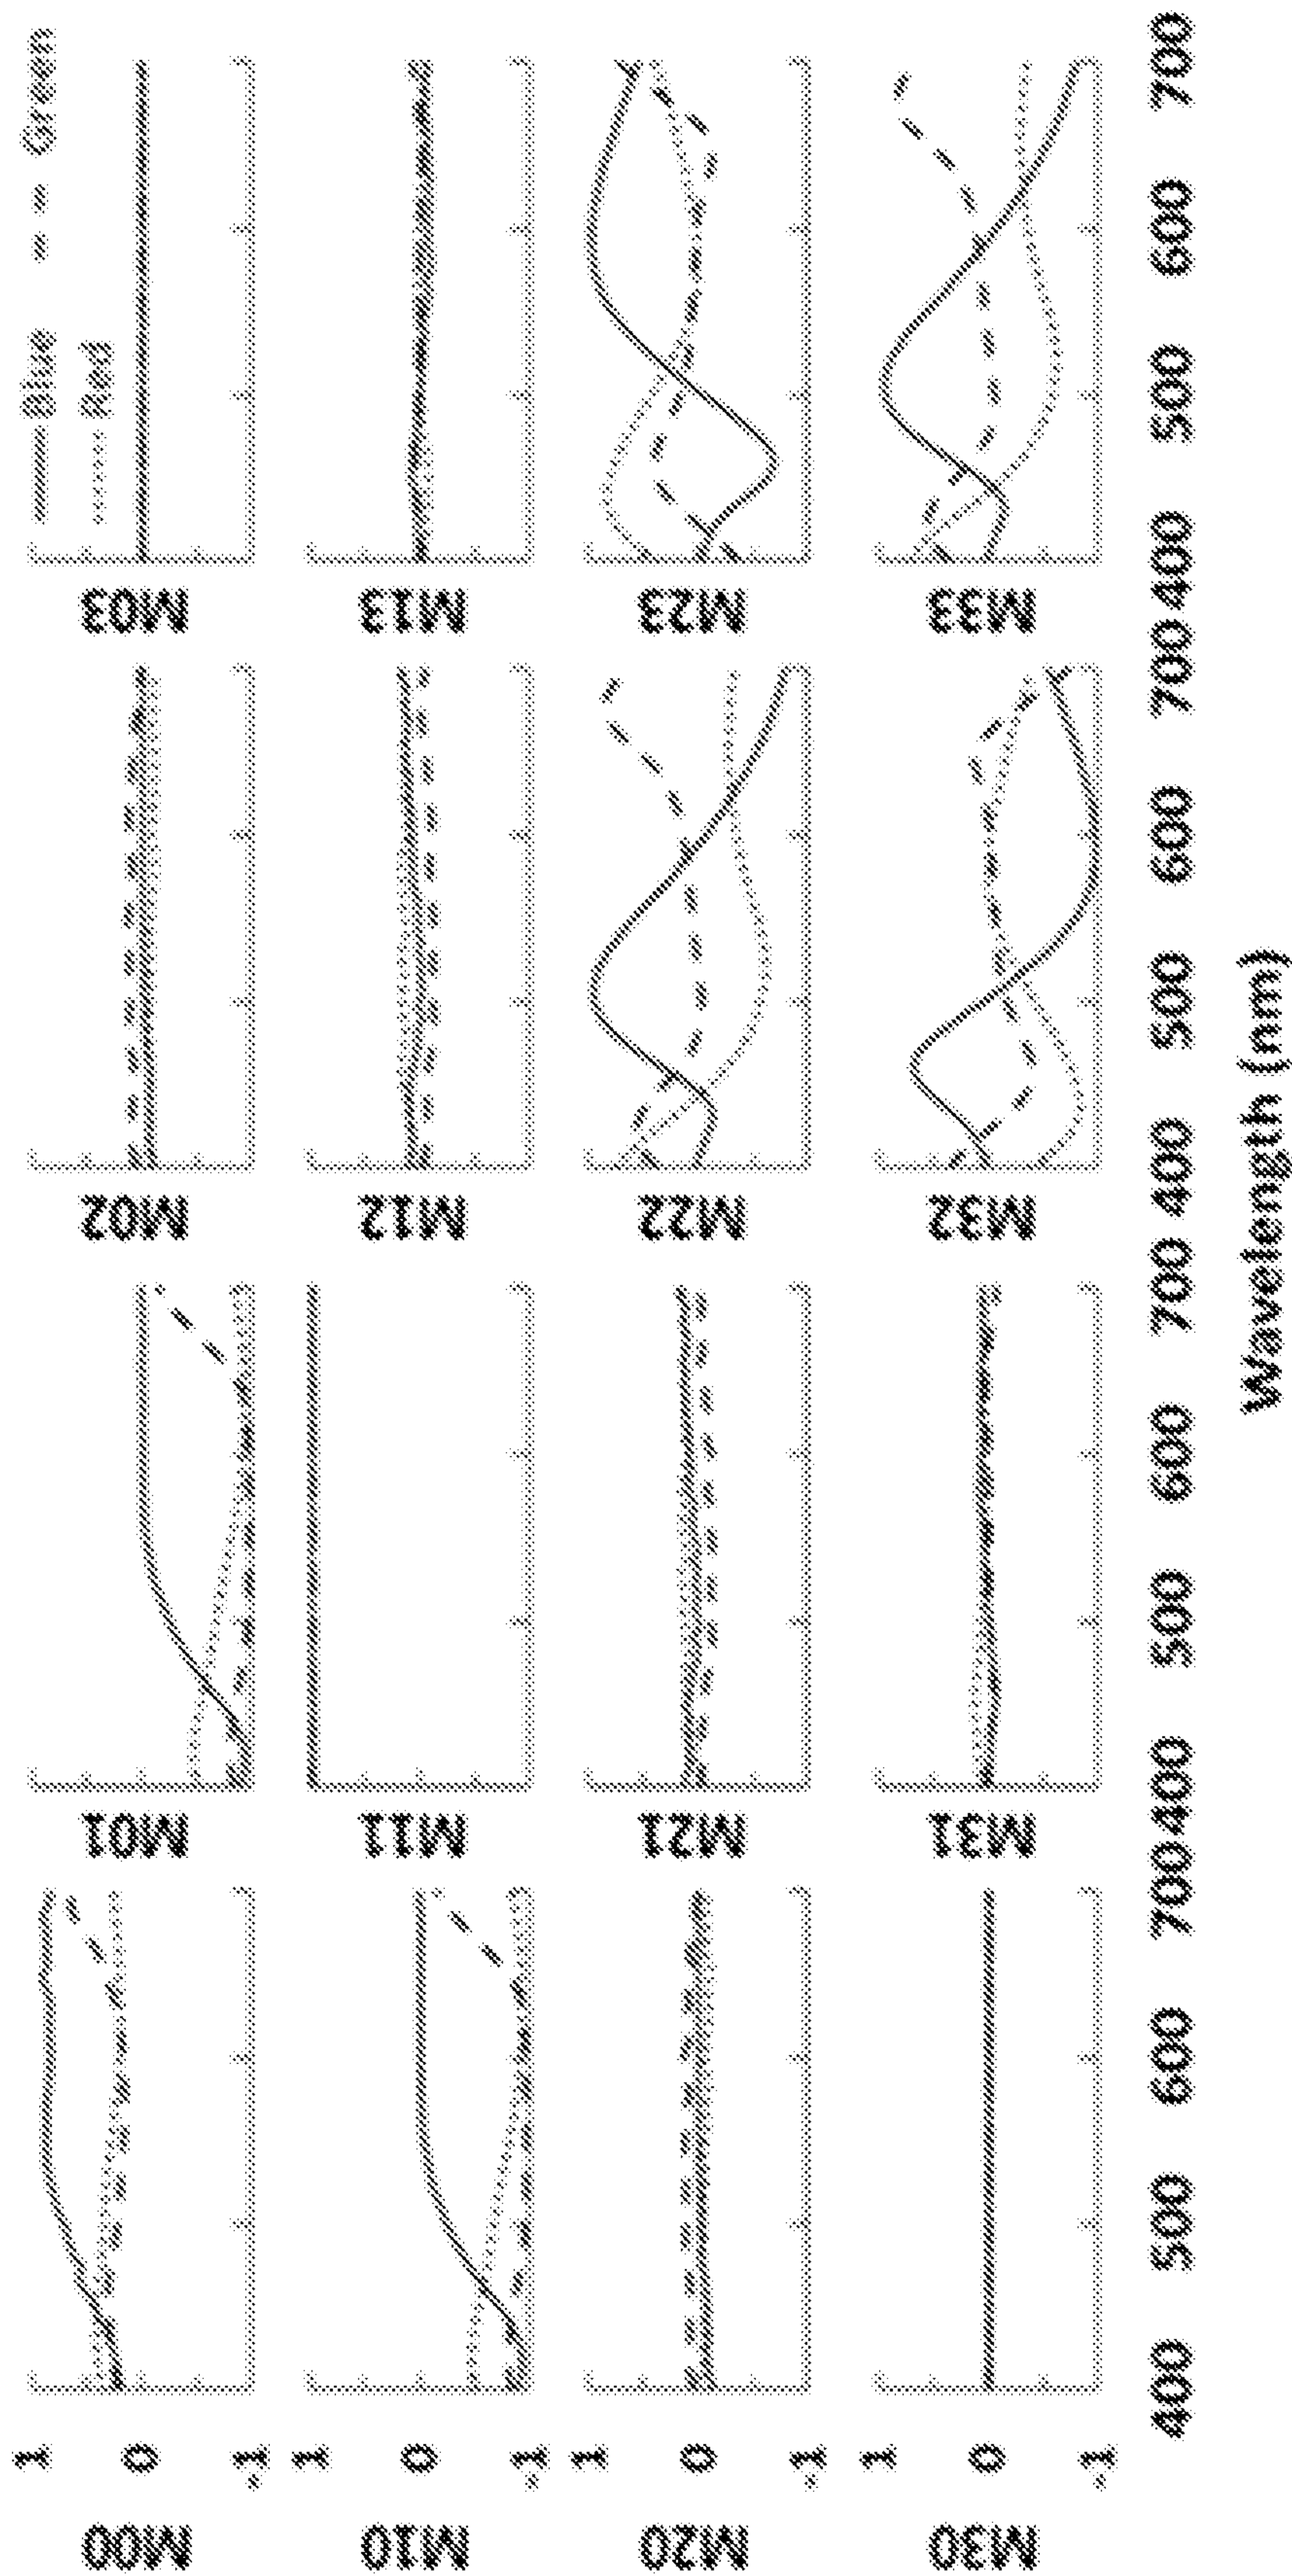 Blue Green
Red
M00 1 0 -1 M01 M02 M03
M10 1 0 -1 M11 M12 M13
M20 1 0 -1 M21 M22 M23
M30 1 0 -1 M31 M32 M33
400 500 600 700 400 500 600 700 400 500 600 700 400 500 600 700
Wavelength (nm)